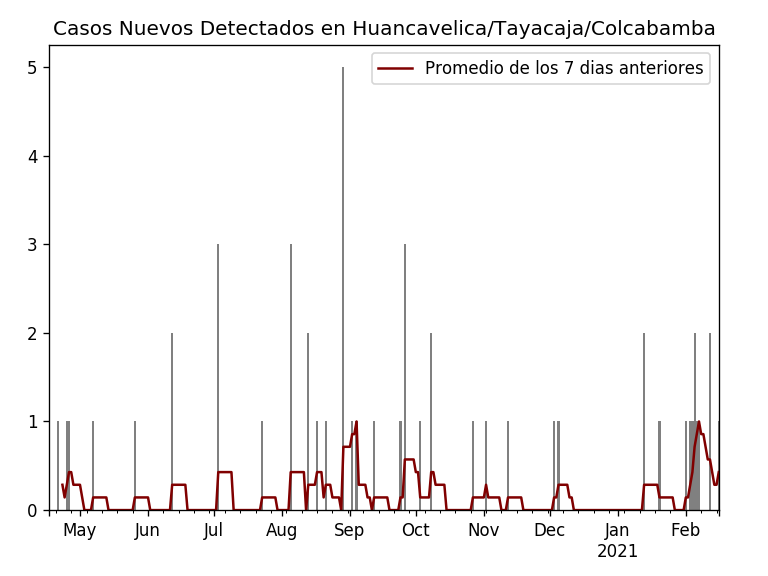 Casos Nuevos Detectados en Huancavelica/Tayacaja/Colcabamba
Promedio de los 7 dias anteriores
5
4
3
2
1
0
May Jun Jul Aug Sep Oct Nov Dec Jan Feb
2021